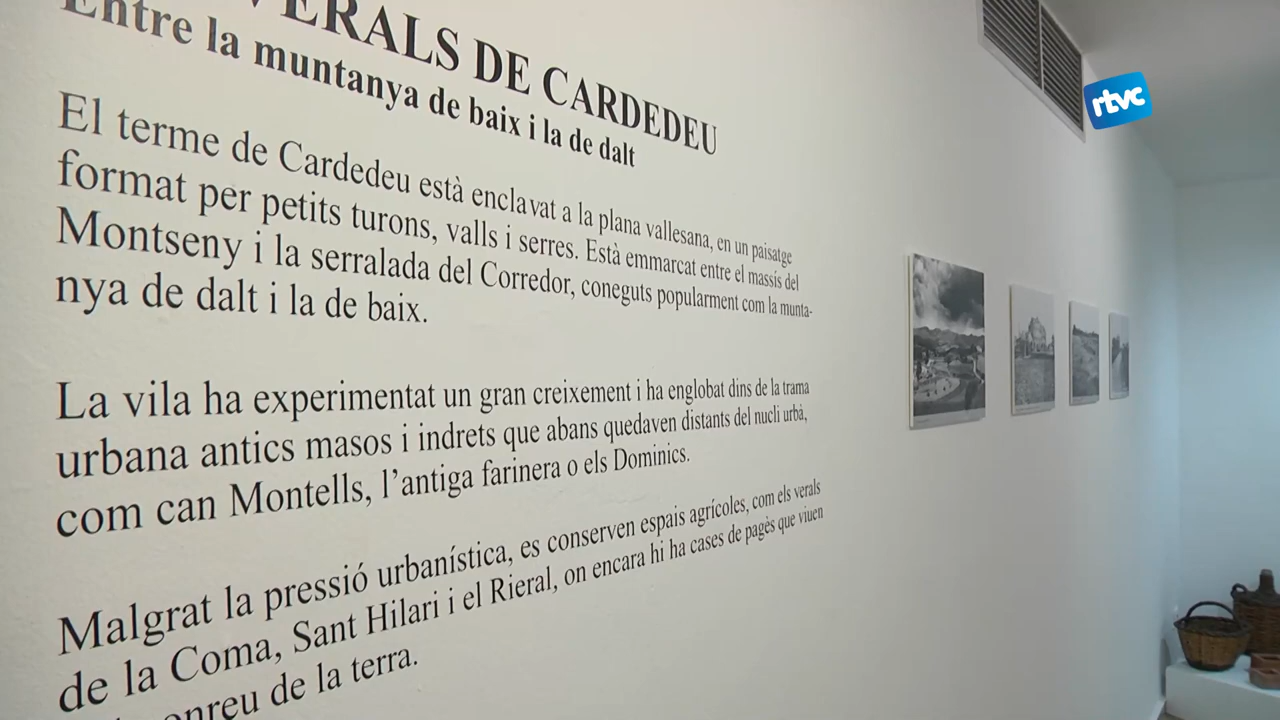 VERALS DE CARDEDEU
Entre la muntanya de baix i la de dalt
El terme de Cardedeu està enclavat a la plana vallesana, en un paisatge
format per petits turons, valls i serres. Està emmarcat entre el massís del
Montseny i la serralada del Corredor, coneguts popularment com la munta-
nya de dalt i la de baix.
La vila ha experimentat un gran creixement i ha englobat dins de la trama
urbana antics masos i indrets que abans quedaven distants del nucli urbà,
com can Montells, l'antiga farinera o els Dominics.
Malgrat la pressió urbanística, es conserven espais agrícoles, com els verals
de la Coma, Sant Hilari i el Rieral, on encara hi ha cases de pagès que viuen
de la terra.
rtvc